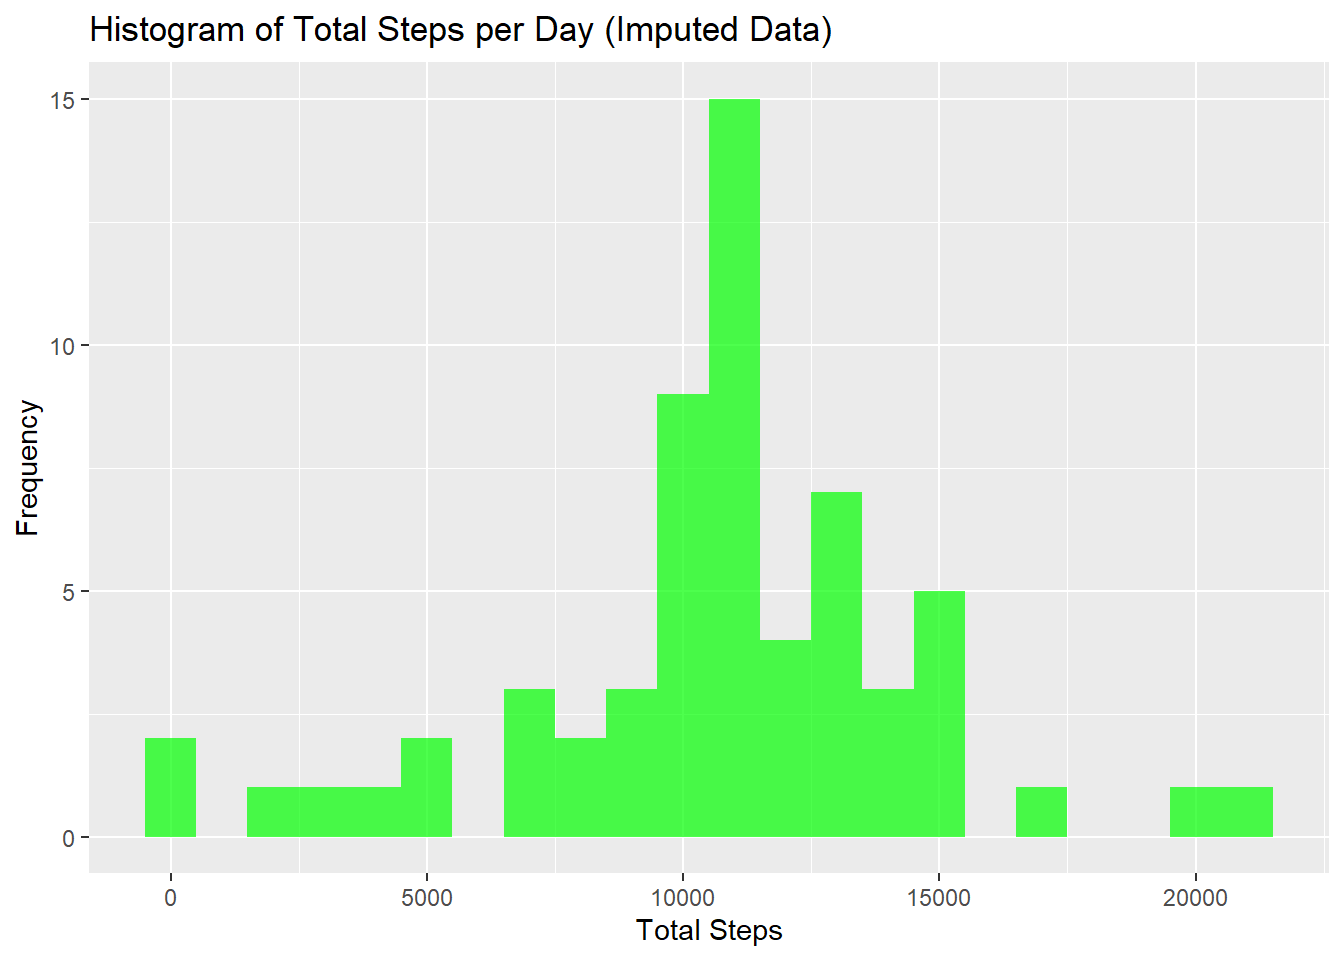 Histogram of Total Steps per Day (Imputed Data)
15
10
5
0
Frequency
0 5000 10000 15000 20000
Total Steps